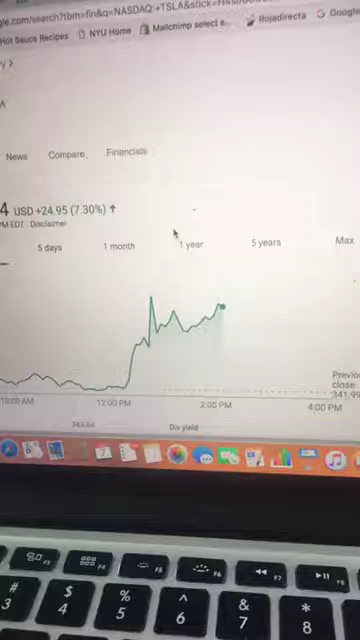 gle.com/search?tbm=fin&q=NASDAQ:+TSLA&stick=
Hot Sauce Recipes NYU Home Mailchimp select e... Rojadirecta Google
y >
News Compare Financials
4 USD +24.95 (7.30%) ↑
PM EDT Disclaimer
5 days 1 month 1 year 5 years Max
Previous
close
341.99
10:00 AM 12:00 PM 2:00 PM 4:00 PM
343.84 Div yield
F3 F4 F5 F6 F7 F8
# $ % ^ & *
3 4 5 6 7 8